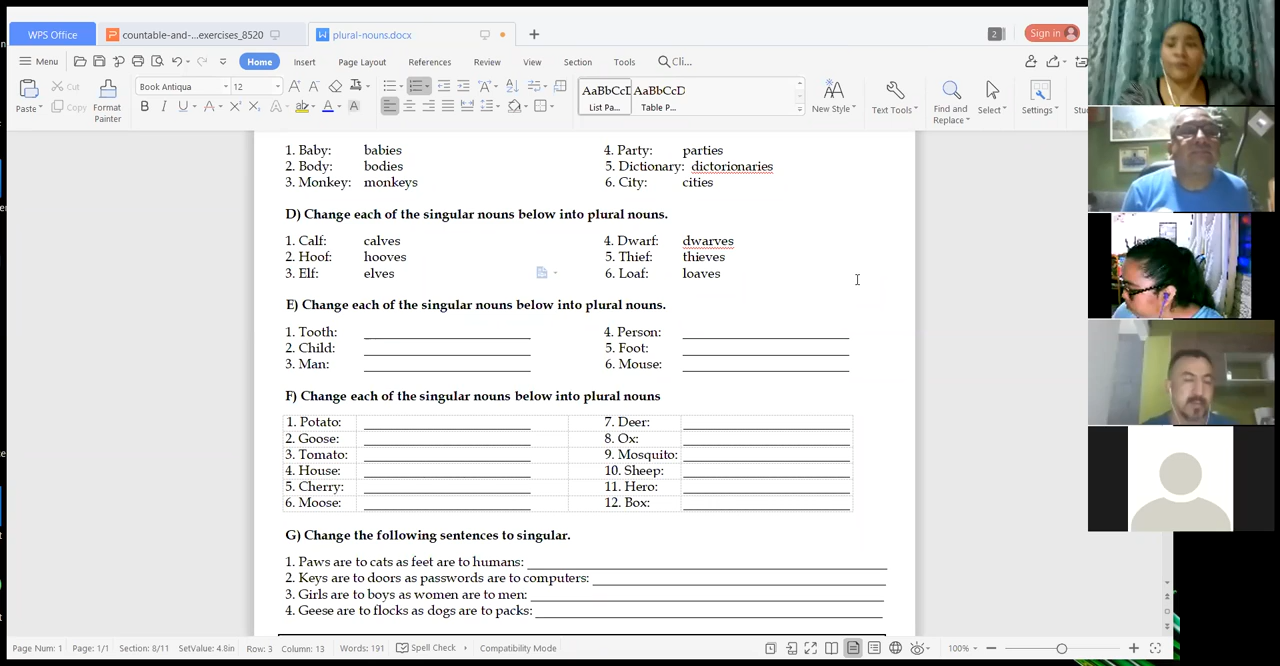 WPS Office
countable-and-...exercises_8520
plural-nouns.docx
2
Sign in
Menu
Home
Insert
Page Layout
References
Review
View
Section
Tools
Cli...
Paste
Cut
Copy
Format Painter
Book Antiqua
12
AaBbCcD
List Pa...
AaBbCcD
Table P...
New Style
Text Tools
Find and Replace
Select
Settings
1. Baby: babies 4. Party: parties
2. Body: bodies 5. Dictionary: dictorionaries
3. Monkey: monkeys 6. City: cities
D) Change each of the singular nouns below into plural nouns.
1. Calf: calves 4. Dwarf: dwarves
2. Hoof: hooves 5. Thief: thieves
3. Elf: elves 6. Loaf: loaves
E) Change each of the singular nouns below into plural nouns.
1. Tooth: 4. Person:
2. Child: 5. Foot:
3. Man: 6. Mouse:
F) Change each of the singular nouns below into plural nouns
1. Potato: 7. Deer:
2. Goose: 8. Ox:
3. Tomato: 9. Mosquito:
4. House: 10. Sheep:
5. Cherry: 11. Hero:
6. Moose: 12. Box:
G) Change the following sentences to singular.
1. Paws are to cats as feet are to humans:
2. Keys are to doors as passwords are to computers:
3. Girls are to boys as women are to men:
4. Geese are to flocks as dogs are to packs:
Page Num: 1 Page: 1/1 Section: 8/11 SetValue: 4.8in Row: 3 Column: 13 Words: 191 Spell Check Compatibility Mode 100%